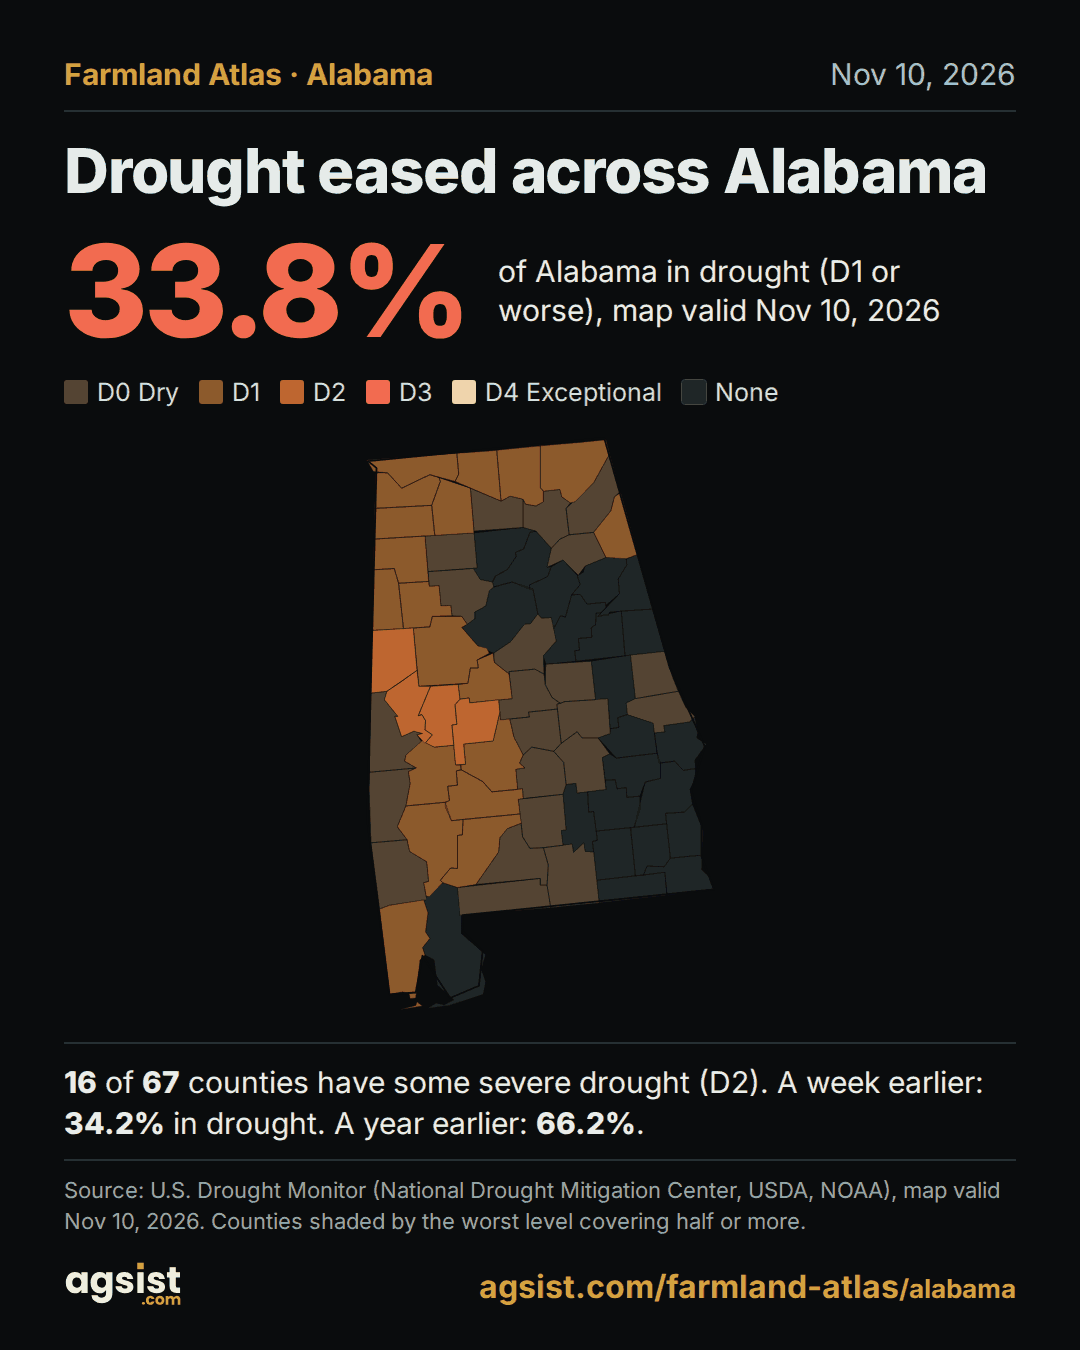 Farmland Atlas · Alabama
Nov 10, 2026
Drought eased across Alabama
33.8%
of Alabama in drought (D1 or
worse), map valid Nov 10, 2026
D0 Dry D1 D2 D3 D4 Exceptional None
16 of 67 counties have some severe drought (D2). A week earlier:
34.2% in drought. A year earlier: 66.2%.
Source: U.S. Drought Monitor (National Drought Mitigation Center, USDA, NOAA), map valid
Nov 10, 2026. Counties shaded by the worst level covering half or more.
agsist
.com
agsist.com/farmland-atlas/alabama